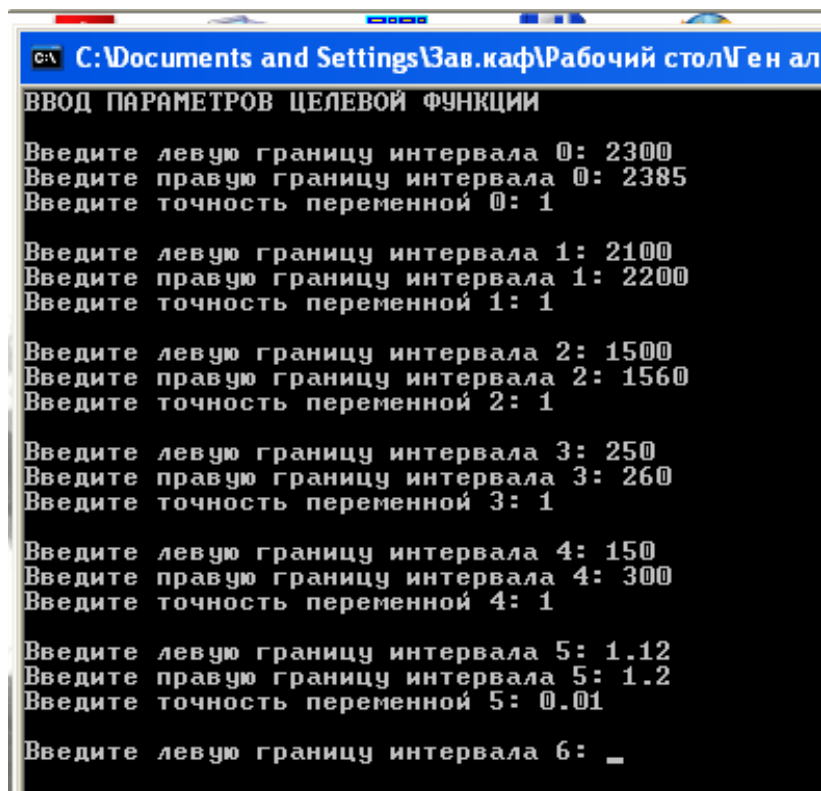 C:\Documents and Settings\Зав.каф\Рабочий стол\Ген ал
ВВОД ПАРАМЕТРОВ ЦЕЛЕВОЙ ФУНКЦИИ
Введите левую границу интервала 0: 2300
Введите правую границу интервала 0: 2385
Введите точность переменной 0: 1
Введите левую границу интервала 1: 2100
Введите правую границу интервала 1: 2200
Введите точность переменной 1: 1
Введите левую границу интервала 2: 1500
Введите правую границу интервала 2: 1560
Введите точность переменной 2: 1
Введите левую границу интервала 3: 250
Введите правую границу интервала 3: 260
Введите точность переменной 3: 1
Введите левую границу интервала 4: 150
Введите правую границу интервала 4: 300
Введите точность переменной 4: 1
Введите левую границу интервала 5: 1.12
Введите правую границу интервала 5: 1.2
Введите точность переменной 5: 0.01
Введите левую границу интервала 6: _